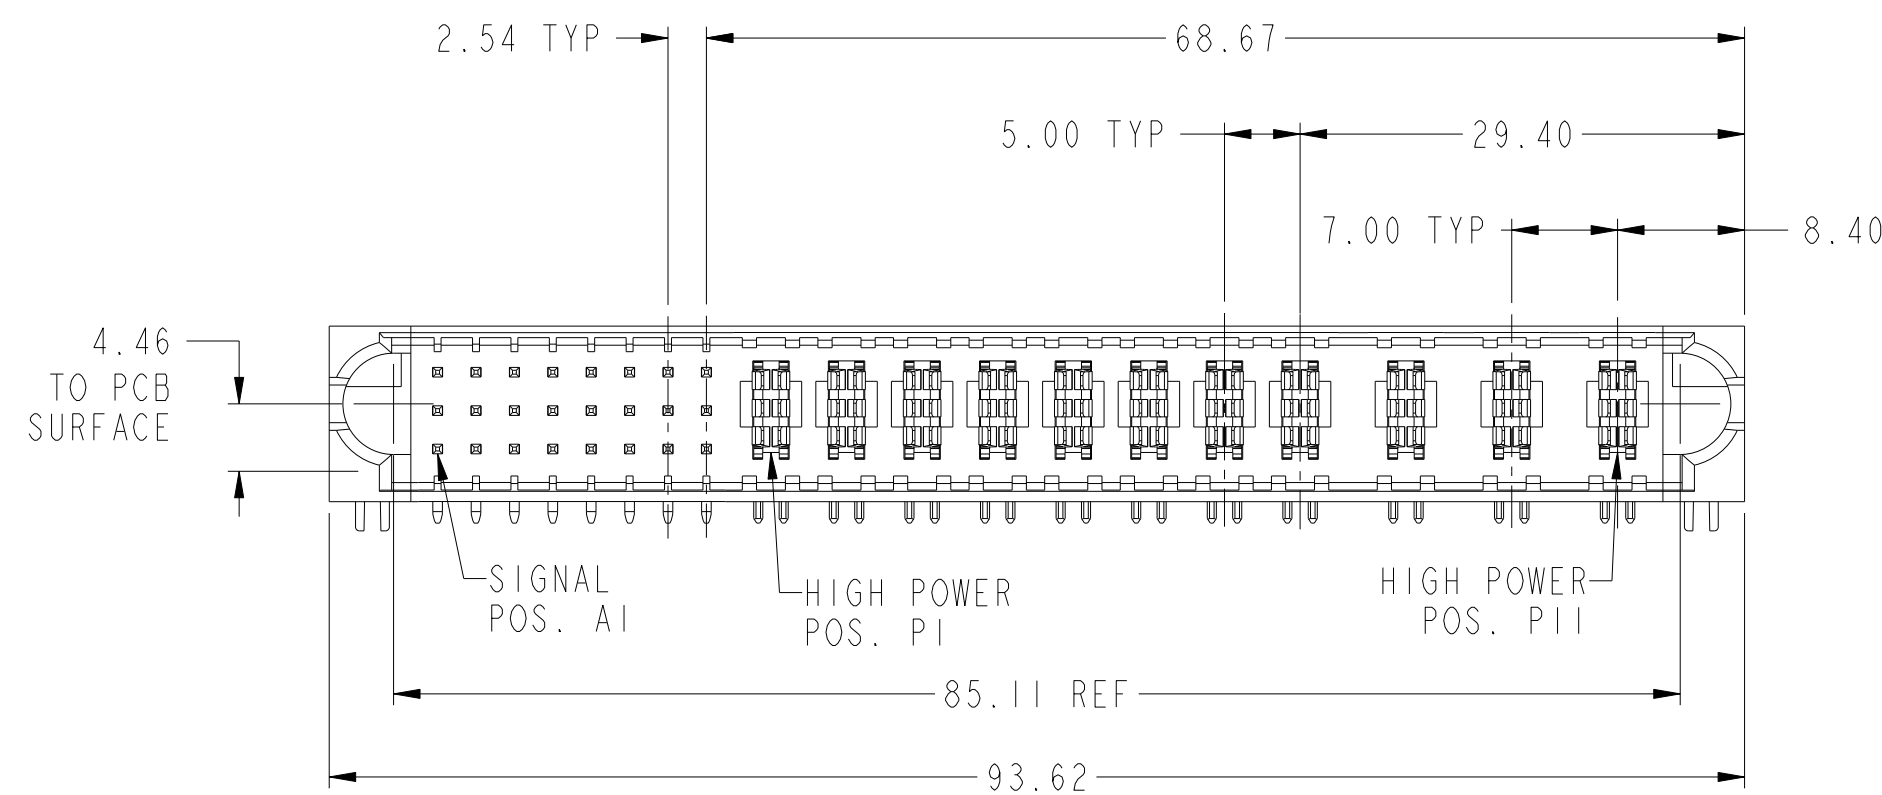 2.54 TYP
68.67
5.00 TYP
29.40
7.00 TYP
8.40
4.46
TO PCB
SURFACE
SIGNAL
POS. A1
HIGH POWER
POS. P1
HIGH POWER
POS. P11
85.11 REF
93.62